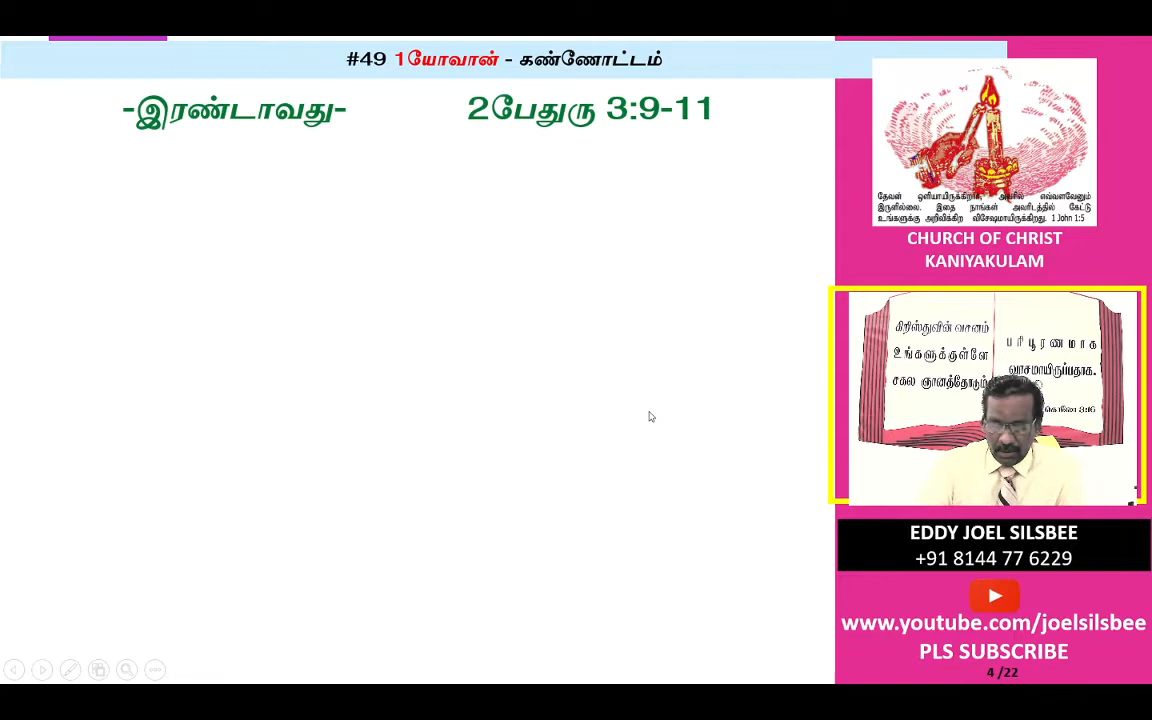 #49 1யோவான் - கண்ணோட்டம்
-இரண்டாவது- 2பேதுரு 3:9-11
தேவன் ஒளியாயிருக்கிறார், அவரில் எவ்வளவேனும்
இருளில்லை. இதை நாங்கள் அவரிடத்தில் கேட்டு
உங்களுக்கு அறிவிக்கிற விசேஷமாயிருக்கிறது. 1 John 1:5
CHURCH OF CHRIST
KANIYAKULAM
கிறிஸ்துவின் வசனம்
உங்களுக்குள்ளே
சகல ஞானத்தோடும்
பரிபூரணமாக
வாசமாயிருப்பதாக.
கொலோ 3:16
EDDY JOEL SILSBEE
+91 8144 77 6229
www.youtube.com/joelsilsbee
PLS SUBSCRIBE
4 /22